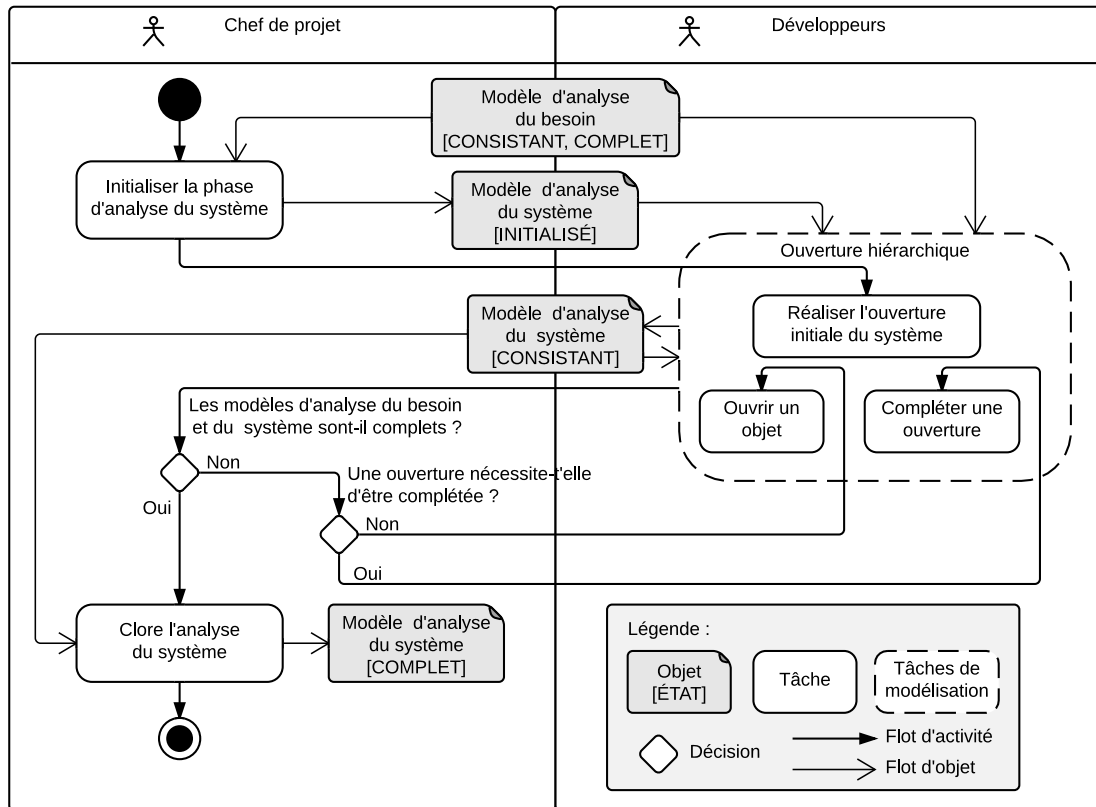 Chef de projet
Développeurs
Modèle d'analyse
du besoin
[CONSISTANT, COMPLET]
Initialiser la phase
d'analyse du système
Modèle d'analyse
du système
[INITIALISÉ]
Ouverture hiérarchique
Réaliser l'ouverture
initiale du système
Modèle d'analyse
du système
[CONSISTANT]
Ouvrir un
objet
Compléter une
ouverture
Les modèles d'analyse du besoin
et du système sont-il complets ?
Non
Une ouverture nécessite-t'elle
d'être complétée ?
Oui
Non
Oui
Clore l'analyse
du système
Modèle d'analyse
du système
[COMPLET]
Légende :
Objet
[ÉTAT]
Tâche
Tâches de
modélisation
Décision
Flot d'activité
Flot d'objet